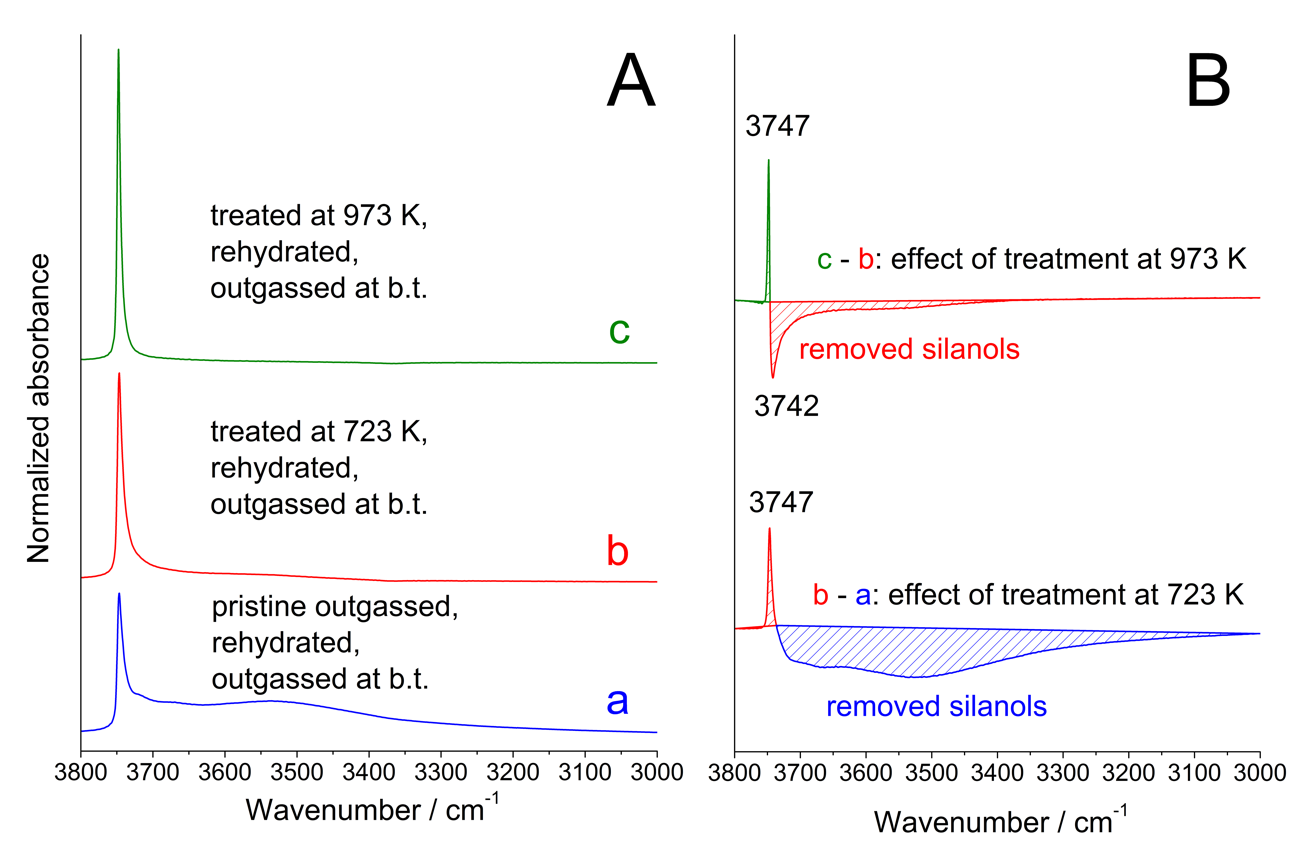 A
Normalized absorbance
treated at 973 K,
rehydrated,
outgassed at b.t.
c
treated at 723 K,
rehydrated,
outgassed at b.t.
b
pristine outgassed,
rehydrated,
outgassed at b.t.
a
3800 3700 3600 3500 3400 3300 3200 3100 3000
Wavenumber / cm⁻¹
B
3747
c - b: effect of treatment at 973 K
removed silanols
3742
3747
b - a: effect of treatment at 723 K
removed silanols
3800 3700 3600 3500 3400 3300 3200 3100 3000
Wavenumber / cm⁻¹